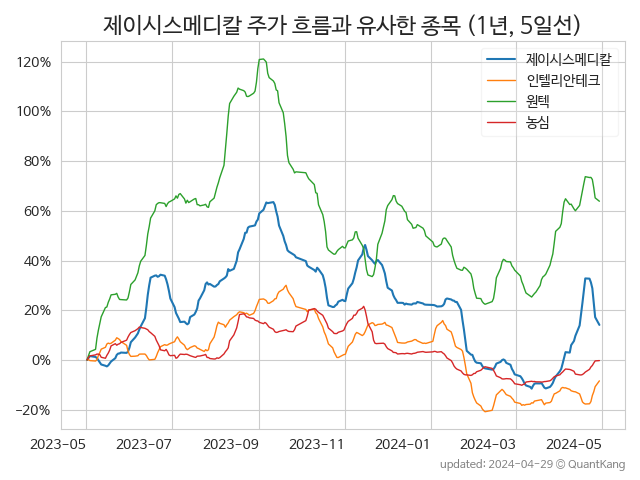 제이시스메디칼 주가 흐름과 유사한 종목 (1년, 5일선)
제이시스메디칼
인텔리안테크
원텍
농심
120%
100%
80%
60%
40%
20%
0%
−20%
2023-05 2023-07 2023-09 2023-11 2024-01 2024-03 2024-05
updated: 2024-04-29 © QuantKang